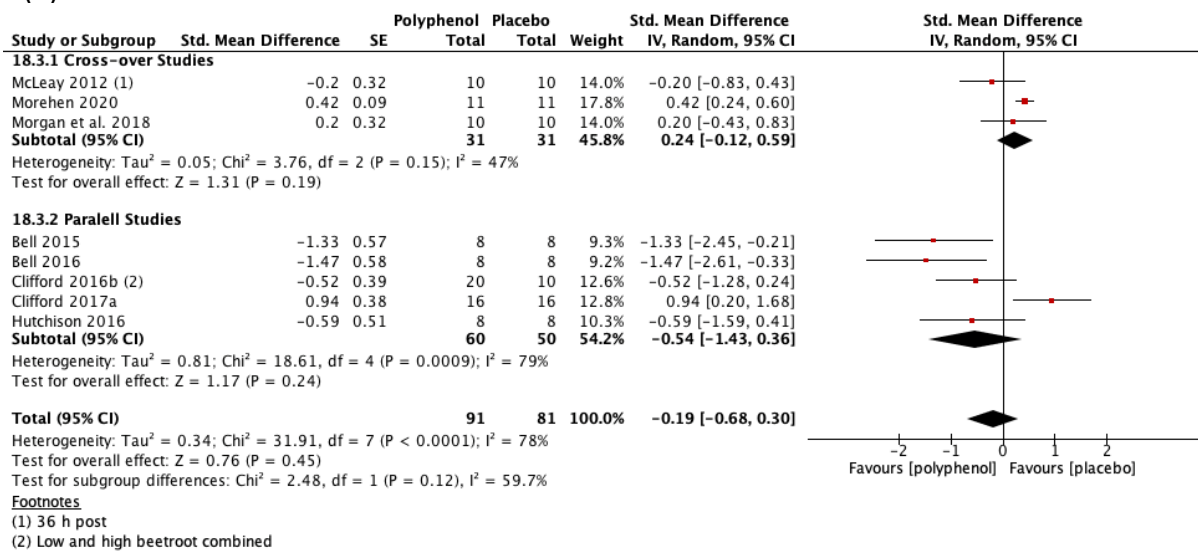 Polyphenol Placebo Std. Mean Difference Std. Mean Difference
Study or Subgroup Std. Mean Difference SE Total Total Weight IV, Random, 95% CI IV, Random, 95% CI
18.3.1 Cross-over Studies
McLeay 2012 (1) -0.2 0.32 10 10 14.0% -0.20 [-0.83, 0.43]
Morehen 2020 0.42 0.09 11 11 17.8% 0.42 [0.24, 0.60]
Morgan et al. 2018 0.2 0.32 10 10 14.0% 0.20 [-0.43, 0.83]
Subtotal (95% CI) 31 31 45.8% 0.24 [-0.12, 0.59]
Heterogeneity: Tau² = 0.05; Chi² = 3.76, df = 2 (P = 0.15); I² = 47%
Test for overall effect: Z = 1.31 (P = 0.19)
18.3.2 Paralell Studies
Bell 2015 -1.33 0.57 8 8 9.3% -1.33 [-2.45, -0.21]
Bell 2016 -1.47 0.58 8 8 9.2% -1.47 [-2.61, -0.33]
Clifford 2016b (2) -0.52 0.39 20 10 12.6% -0.52 [-1.28, 0.24]
Clifford 2017a 0.94 0.38 16 16 12.8% 0.94 [0.20, 1.68]
Hutchison 2016 -0.59 0.51 8 8 10.3% -0.59 [-1.59, 0.41]
Subtotal (95% CI) 60 50 54.2% -0.54 [-1.43, 0.36]
Heterogeneity: Tau² = 0.81; Chi² = 18.61, df = 4 (P = 0.0009); I² = 79%
Test for overall effect: Z = 1.17 (P = 0.24)
Total (95% CI) 91 81 100.0% -0.19 [-0.68, 0.30]
Heterogeneity: Tau² = 0.34; Chi² = 31.91, df = 7 (P < 0.0001); I² = 78%
Test for overall effect: Z = 0.76 (P = 0.45)
Test for subgroup differences: Chi² = 2.48, df = 1 (P = 0.12), I² = 59.7%
-2 -1 0 1 2
Favours [polyphenol] Favours [placebo]
Footnotes
(1) 36 h post
(2) Low and high beetroot combined